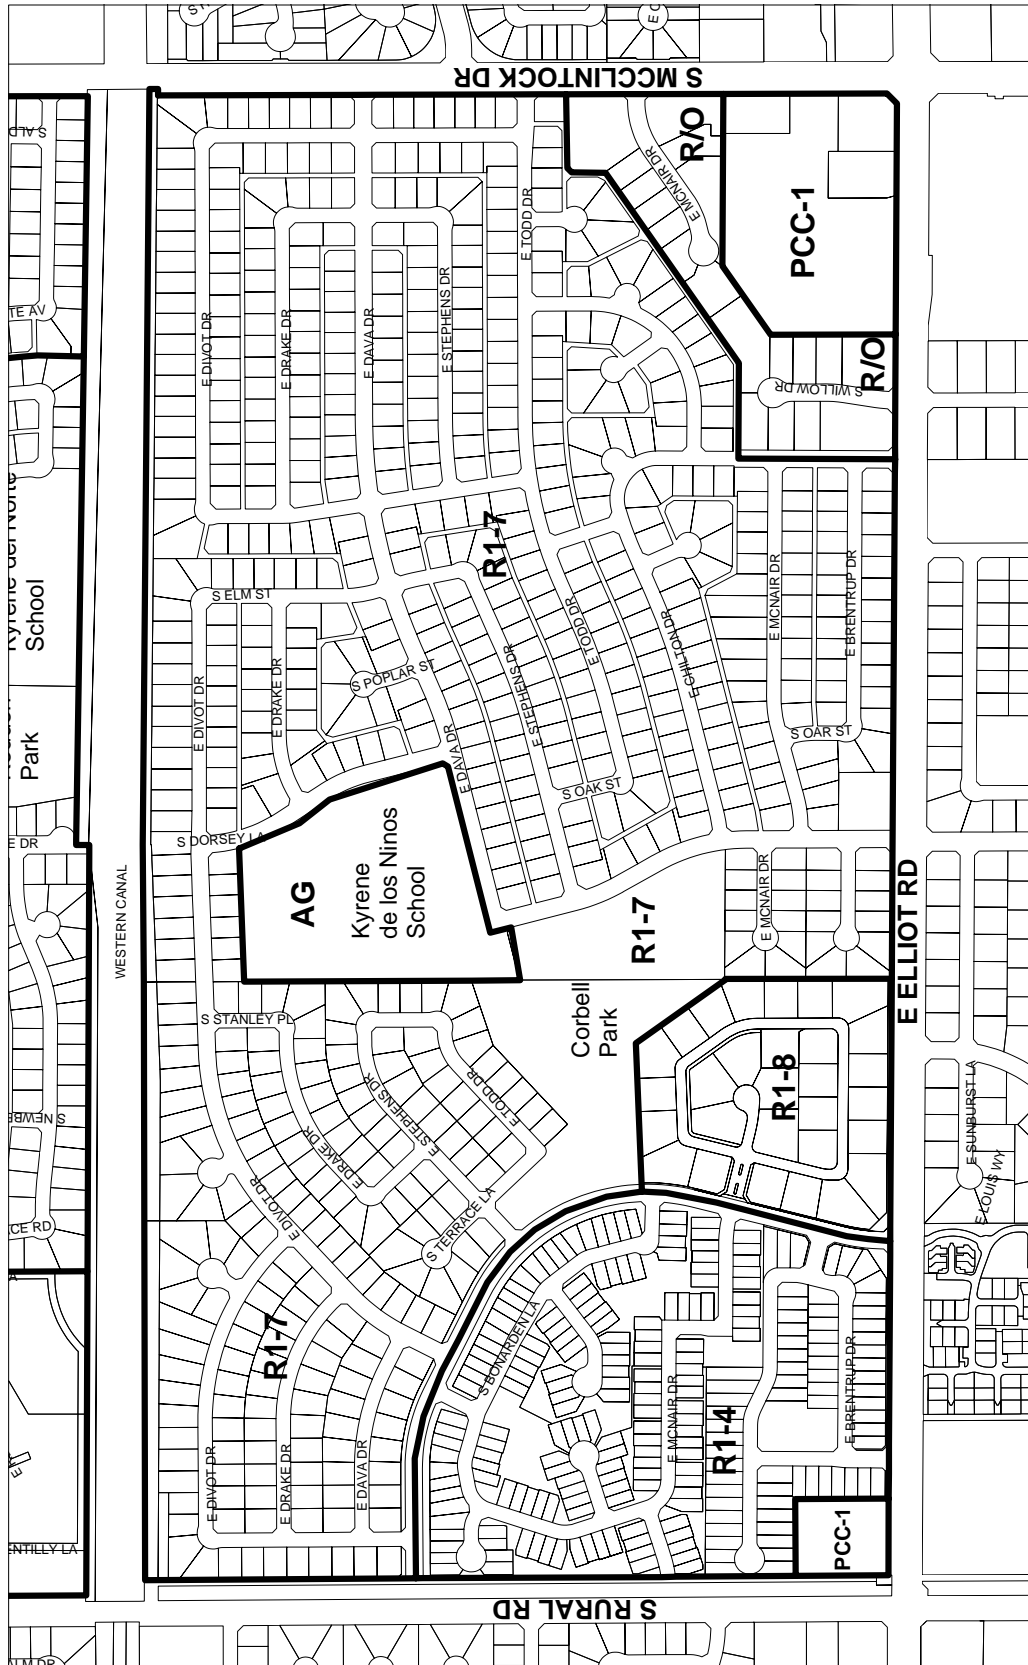 S MCCLINTOCK DR
R/O
E MCNAIR DR
PCC-1
R/O
S WILLOW DR
E TODD DR
E STEPHENS DR
E DAVA DR
E DRAKE DR
E DIVOT DR
TE AV
School
Park
WESTERN CANAL
R1-7
S ELM ST
E DRAKE DR
E DIVOT DR
S POPLAR ST
E DAVA DR
E STEPHENS DR
E TODD DR
E CHILTON DR
E MCNAIR DR
E BRENTRUP DR
S OAR ST
S OAK ST
S DORSEY LA
E DR
AG
Kyrene
de los Ninos
School
R1-7
E MCNAIR DR
E ELLIOT RD
Corbell
Park
R1-8
S STANLEY PL
E STEPHENS DR
E TODD DR
E DRAKE DR
E DIVOT DR
S TERRACE LA
S NEWBE
CE RD
E SUNBURST LA
E LOUIS WY
R1-7
S BONARDEN LA
E MCNAIR DR
R1-4
E BRENTRUP DR
E DIVOT DR
E DRAKE DR
E DAVA DR
PCC-1
ENTILLY LA
S RURAL RD